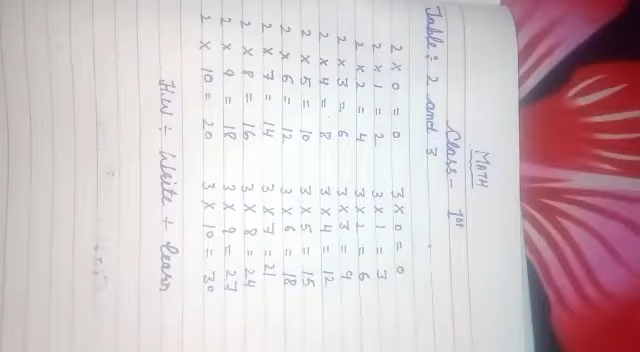 MATH
Class - 1st
Table :- 2 and 3
2 x 0 = 0 3 x 0 = 0
2 x 1 = 2 3 x 1 = 3
2 x 2 = 4 3 x 2 = 6
2 x 3 = 6 3 x 3 = 9
2 x 4 = 8 3 x 4 = 12
2 x 5 = 10 3 x 5 = 15
2 x 6 = 12 3 x 6 = 18
2 x 7 = 14 3 x 7 = 21
2 x 8 = 16 3 x 8 = 24
2 x 9 = 18 3 x 9 = 27
2 x 10 = 20 3 x 10 = 30
H.W :- Write + learn